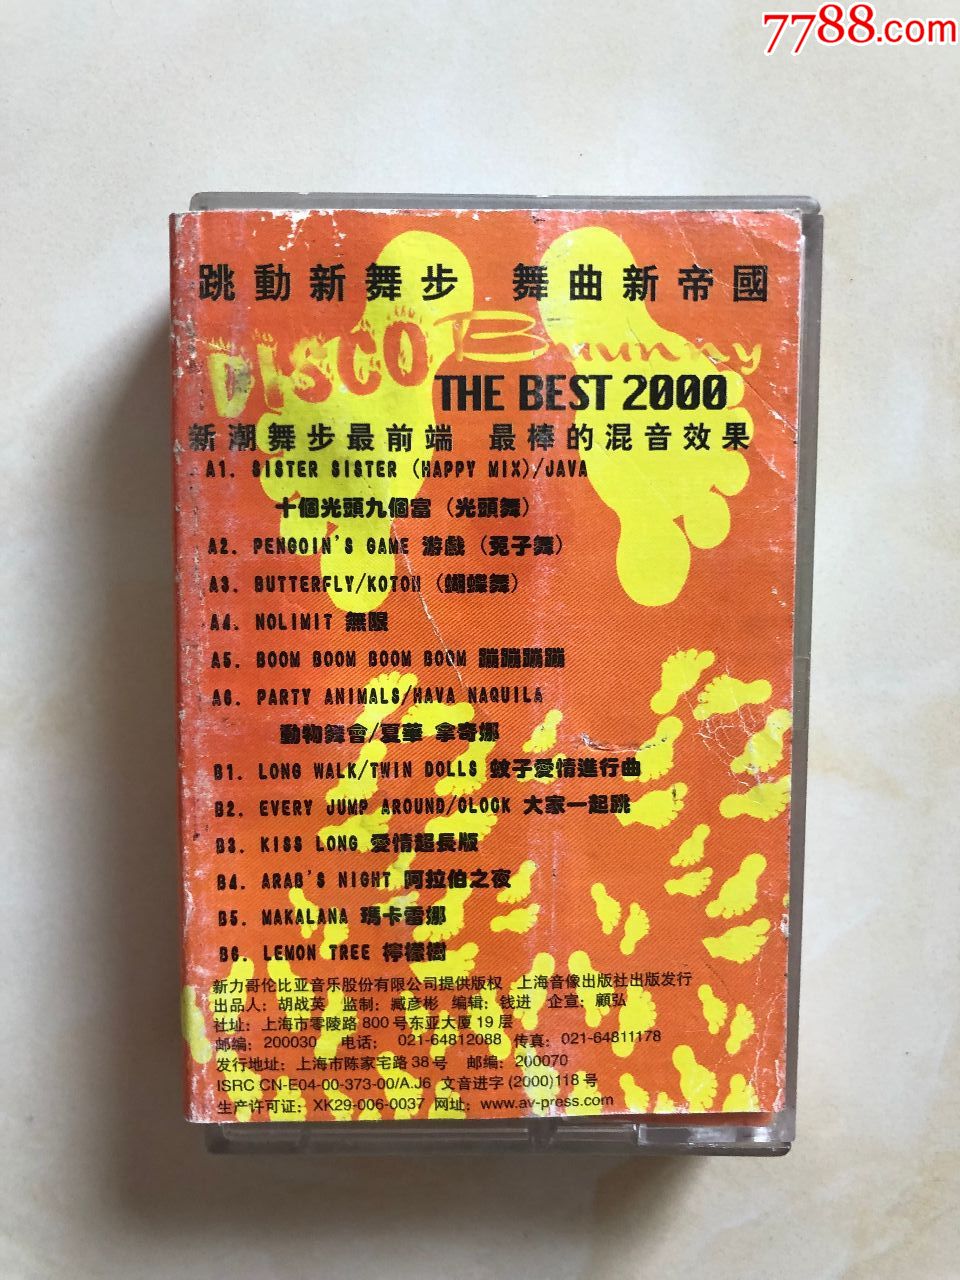 7788.com
跳動新舞步 舞曲新帝國
DISCO Bnunny
THE BEST 2000
新潮舞步最前端 最棒的混音效果
A1. SISTER SISTER (HAPPY MIX)/JAVA
十個光頭九個富 (光頭舞)
A2. PENGOIN'S GAME 游戲 (兎子舞)
A3. BUTTERFLY/KOTOH (蝴蝶舞)
A4. NOLIMIT 無限
A5. BOOM BOOM BOOM BOOM 蹦蹦蹦蹦
A6. PARTY ANIMALS/HAVA NAQUILA
動物舞會/夏華 拿奇娜
B1. LONG WALK/TWIN DOLLS 蚊子愛情進行曲
B2. EVERY JUMP AROUND/CLOCK 大家一起跳
B3. KISS LONG 愛情超長版
B4. ARAB'S NIGHT 阿拉伯之夜
B5. MAKALANA 瑪卡雷娜
B6. LEMON TREE 檸檬樹
新力哥伦比亚音乐股份有限公司提供版权 上海音像出版社出版发行
出品人: 胡战英 监制: 臧彦彬 编辑: 钱进 企宣: 顧弘
社址: 上海市零陵路800号东亚大厦19层
邮编: 200030 电话: 021-64812088 传真: 021-64811178
发行地址: 上海市陈家宅路38号 邮编: 200070
ISRC CN-E04-00-373-00/A.J6 文音进字(2000)118号
生产许可证: XK29-006-0037 网址: www.av-press.com